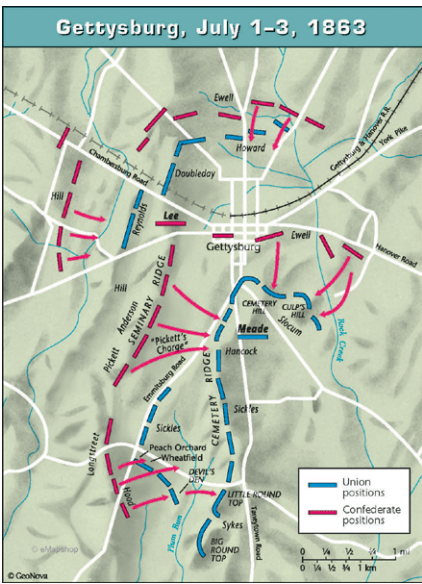 Gettysburg, July 1–3, 1863
Ewell
Gettysburg & Hanover R.R.
York Pike
Howard
Chambersburg Road
Doubleday
Hill
Reynolds
Lee
Gettysburg
Ewell
Hanover Road
Hill
CEMETERY
HILL
CULP'S
HILL
Slocum
Rock Creek
Anderson
SEMINARY RIDGE
"Pickett's
Charge"
Pickett
Meade
Hancock
Emmitsburg Road
CEMETERY RIDGE
Sickles
Sickles
Peach Orchard
Wheatfield
Longstreet
Hood
DEVIL'S
DEN
LITTLE ROUND
TOP
Plum Run
Sykes
BIG
ROUND
TOP
Taneytown Road
Union
positions
Confederate
positions
0 ¼ ½ ¾ 1 mi
0 ¼ ½ ¾ 1 km
© eMapshop
© GeoNova